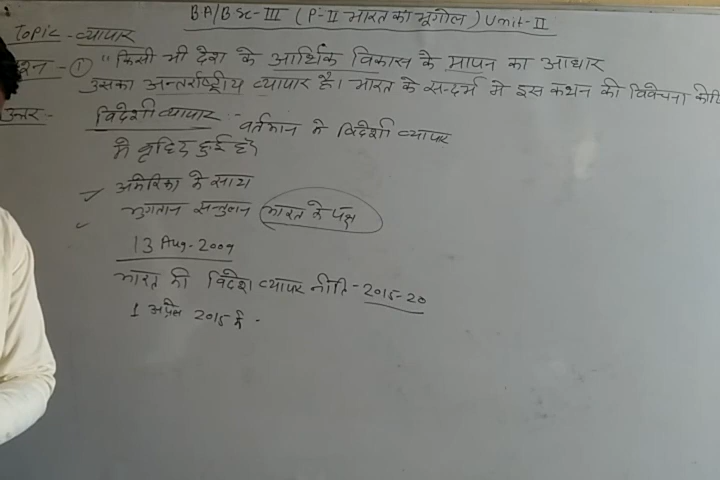 BA/BSc-III (P-II भारत का भूगोल) Unit-II
Topic - व्यापार
प्रश्न - ① "किसी भी देश के आर्थिक विकास के मापन का आधार
उसका अन्तर्राष्ट्रीय व्यापार है। भारत के सन्दर्भ में इस कथन की विवेचना
उत्तर:- विदेशी व्यापार :- वर्तमान में विदेशी व्यापार
में वृद्धि हुई है।
अमेरिका के साथ
भुगतान सन्तुलन भारत के पक्ष
13 Aug-2009
भारत की विदेश व्यापार नीति - 2015-20
1 अप्रैल 2015 में -